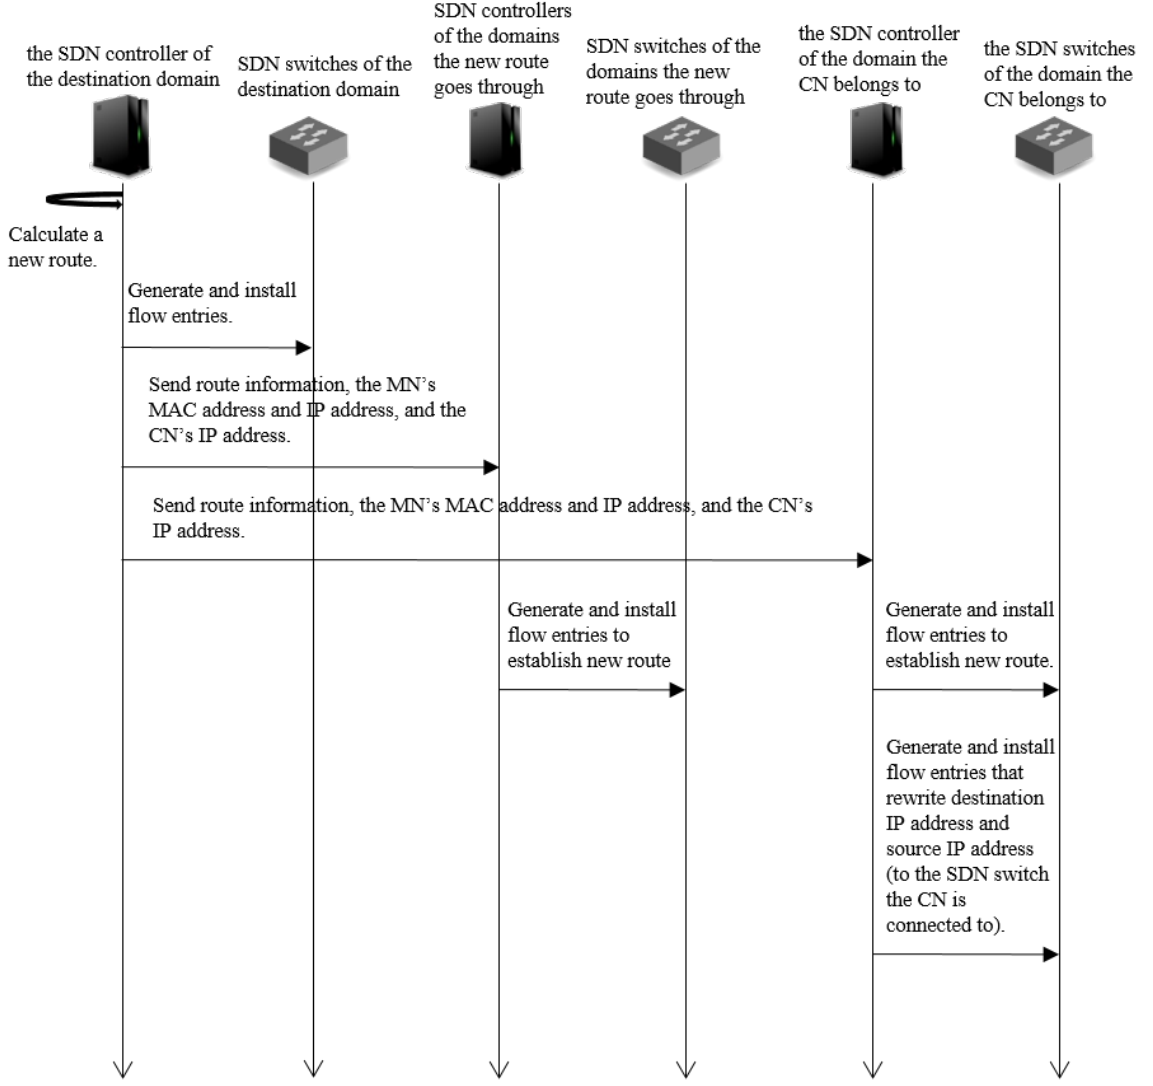 the SDN controller of
the destination domain
SDN switches of the
destination domain
SDN controllers
of the domains
the new route
goes through
SDN switches of the
domains the new
route goes through
the SDN controller
of the domain the
CN belongs to
the SDN switches
of the domain the
CN belongs to
Calculate a
new route.
Generate and install
flow entries.
Send route information, the MN's
MAC address and IP address, and the
CN's IP address.
Send route information, the MN's MAC address and IP address, and the CN's
IP address.
Generate and install
flow entries to
establish new route
Generate and install
flow entries to
establish new route.
Generate and install
flow entries that
rewrite destination
IP address and
source IP address
(to the SDN switch
the CN is
connected to).